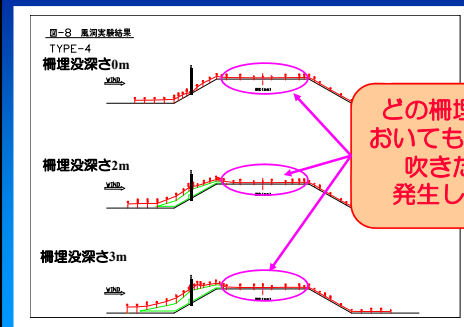 図-8 風洞実験結果
TYPE-4
柵埋没深さ0m
WIND
どの柵埋
おいても
吹きだ
発生し
柵埋没深さ2m
WIND
柵埋没深さ3m
WIND